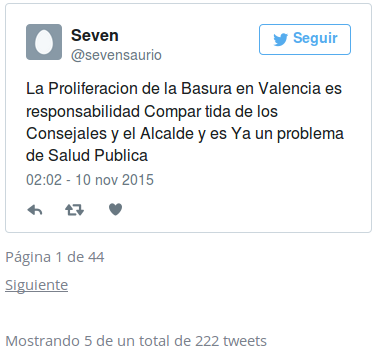 Seven
@sevensaurio
Seguir
La Proliferacion de la Basura en Valencia es
responsabilidad Compar tida de los
Consejales y el Alcalde y es Ya un problema
de Salud Publica
02:02 - 10 nov 2015
Página 1 de 44
Siguiente
Mostrando 5 de un total de 222 tweets